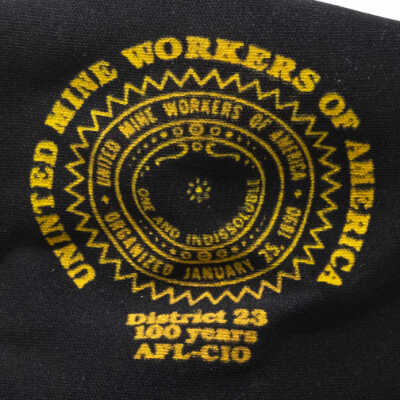 UNINTED MINE WORKERS OF AMERICA
UNITED MINE WORKERS OF AMERICA
ONE AND INDISSOLUBLE
ORGANIZED JANUARY 25, 1890
District 23
100 years
AFL-CIO